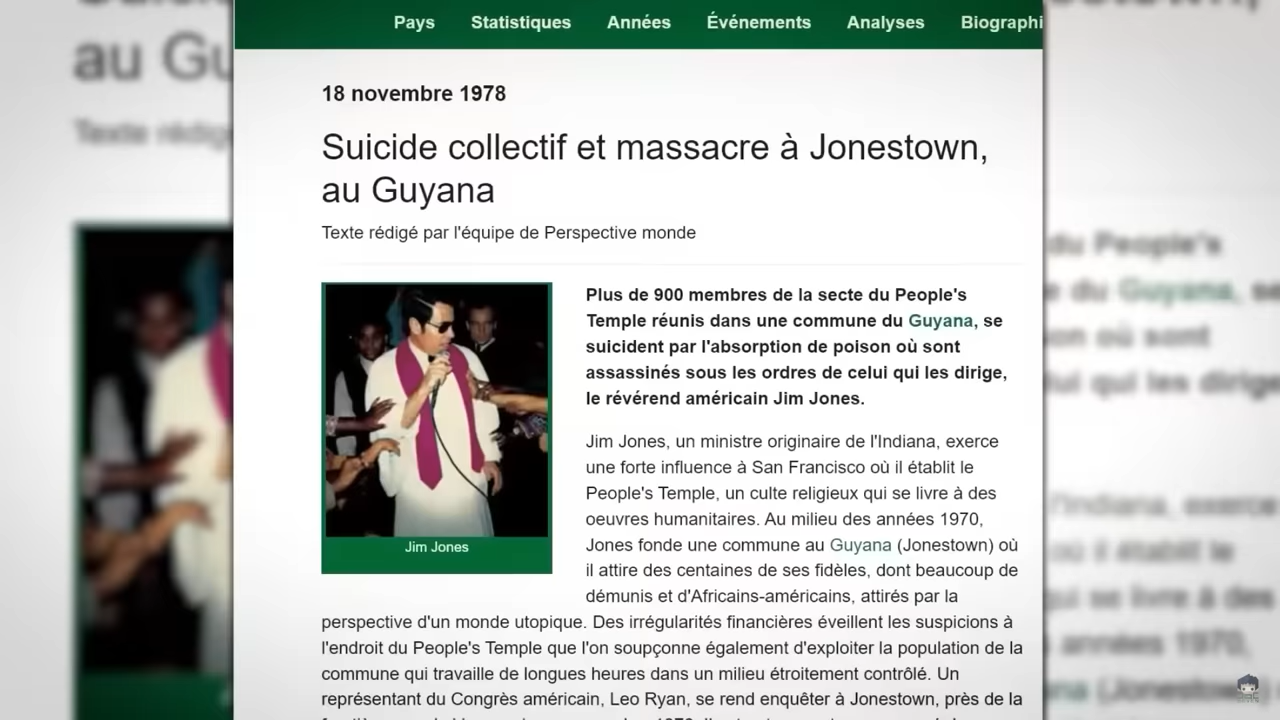 Pays Statistiques Années Événements Analyses Biographi
18 novembre 1978
Suicide collectif et massacre à Jonestown,
au Guyana
Texte rédigé par l'équipe de Perspective monde
Plus de 900 membres de la secte du People's
Temple réunis dans une commune du Guyana, se
suicident par l'absorption de poison où sont
assassinés sous les ordres de celui qui les dirige,
le révérend américain Jim Jones.
Jim Jones
Jim Jones, un ministre originaire de l'Indiana, exerce
une forte influence à San Francisco où il établit le
People's Temple, un culte religieux qui se livre à des
oeuvres humanitaires. Au milieu des années 1970,
Jones fonde une commune au Guyana (Jonestown) où
il attire des centaines de ses fidèles, dont beaucoup de
démunis et d'Africains-américains, attirés par la
perspective d'un monde utopique. Des irrégularités financières éveillent les suspicions à
l'endroit du People's Temple que l'on soupçonne également d'exploiter la population de la
commune qui travaille de longues heures dans un milieu étroitement contrôlé. Un
représentant du Congrès américain, Leo Ryan, se rend enquêter à Jonestown, près de la